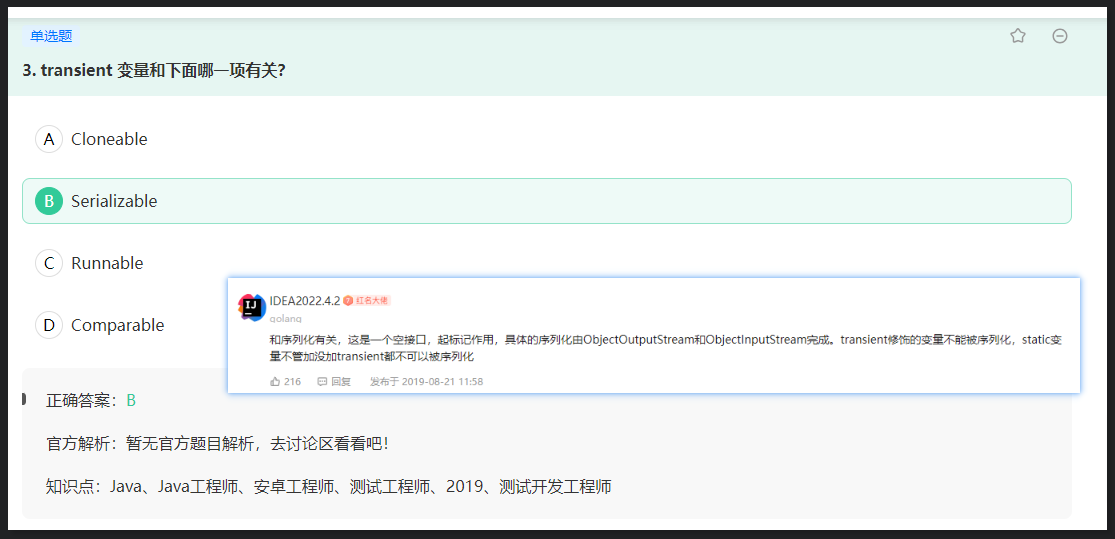 单选题
3. transient 变量和下面哪一项有关?
A Cloneable
B Serializable
C Runnable
D Comparable
IJ
IDEA2022.4.2 7 红名大佬
golang
和序列化有关，这是一个空接口，起标记作用，具体的序列化由ObjectOutputStream和ObjectInputStream完成。transient修饰的变量不能被序列化，static变
量不管加没加transient都不可以被序列化
216 回复 发布于 2019-08-21 11:58
正确答案：B
官方解析：暂无官方题目解析，去讨论区看看吧！
知识点：Java、Java工程师、安卓工程师、测试工程师、2019、测试开发工程师